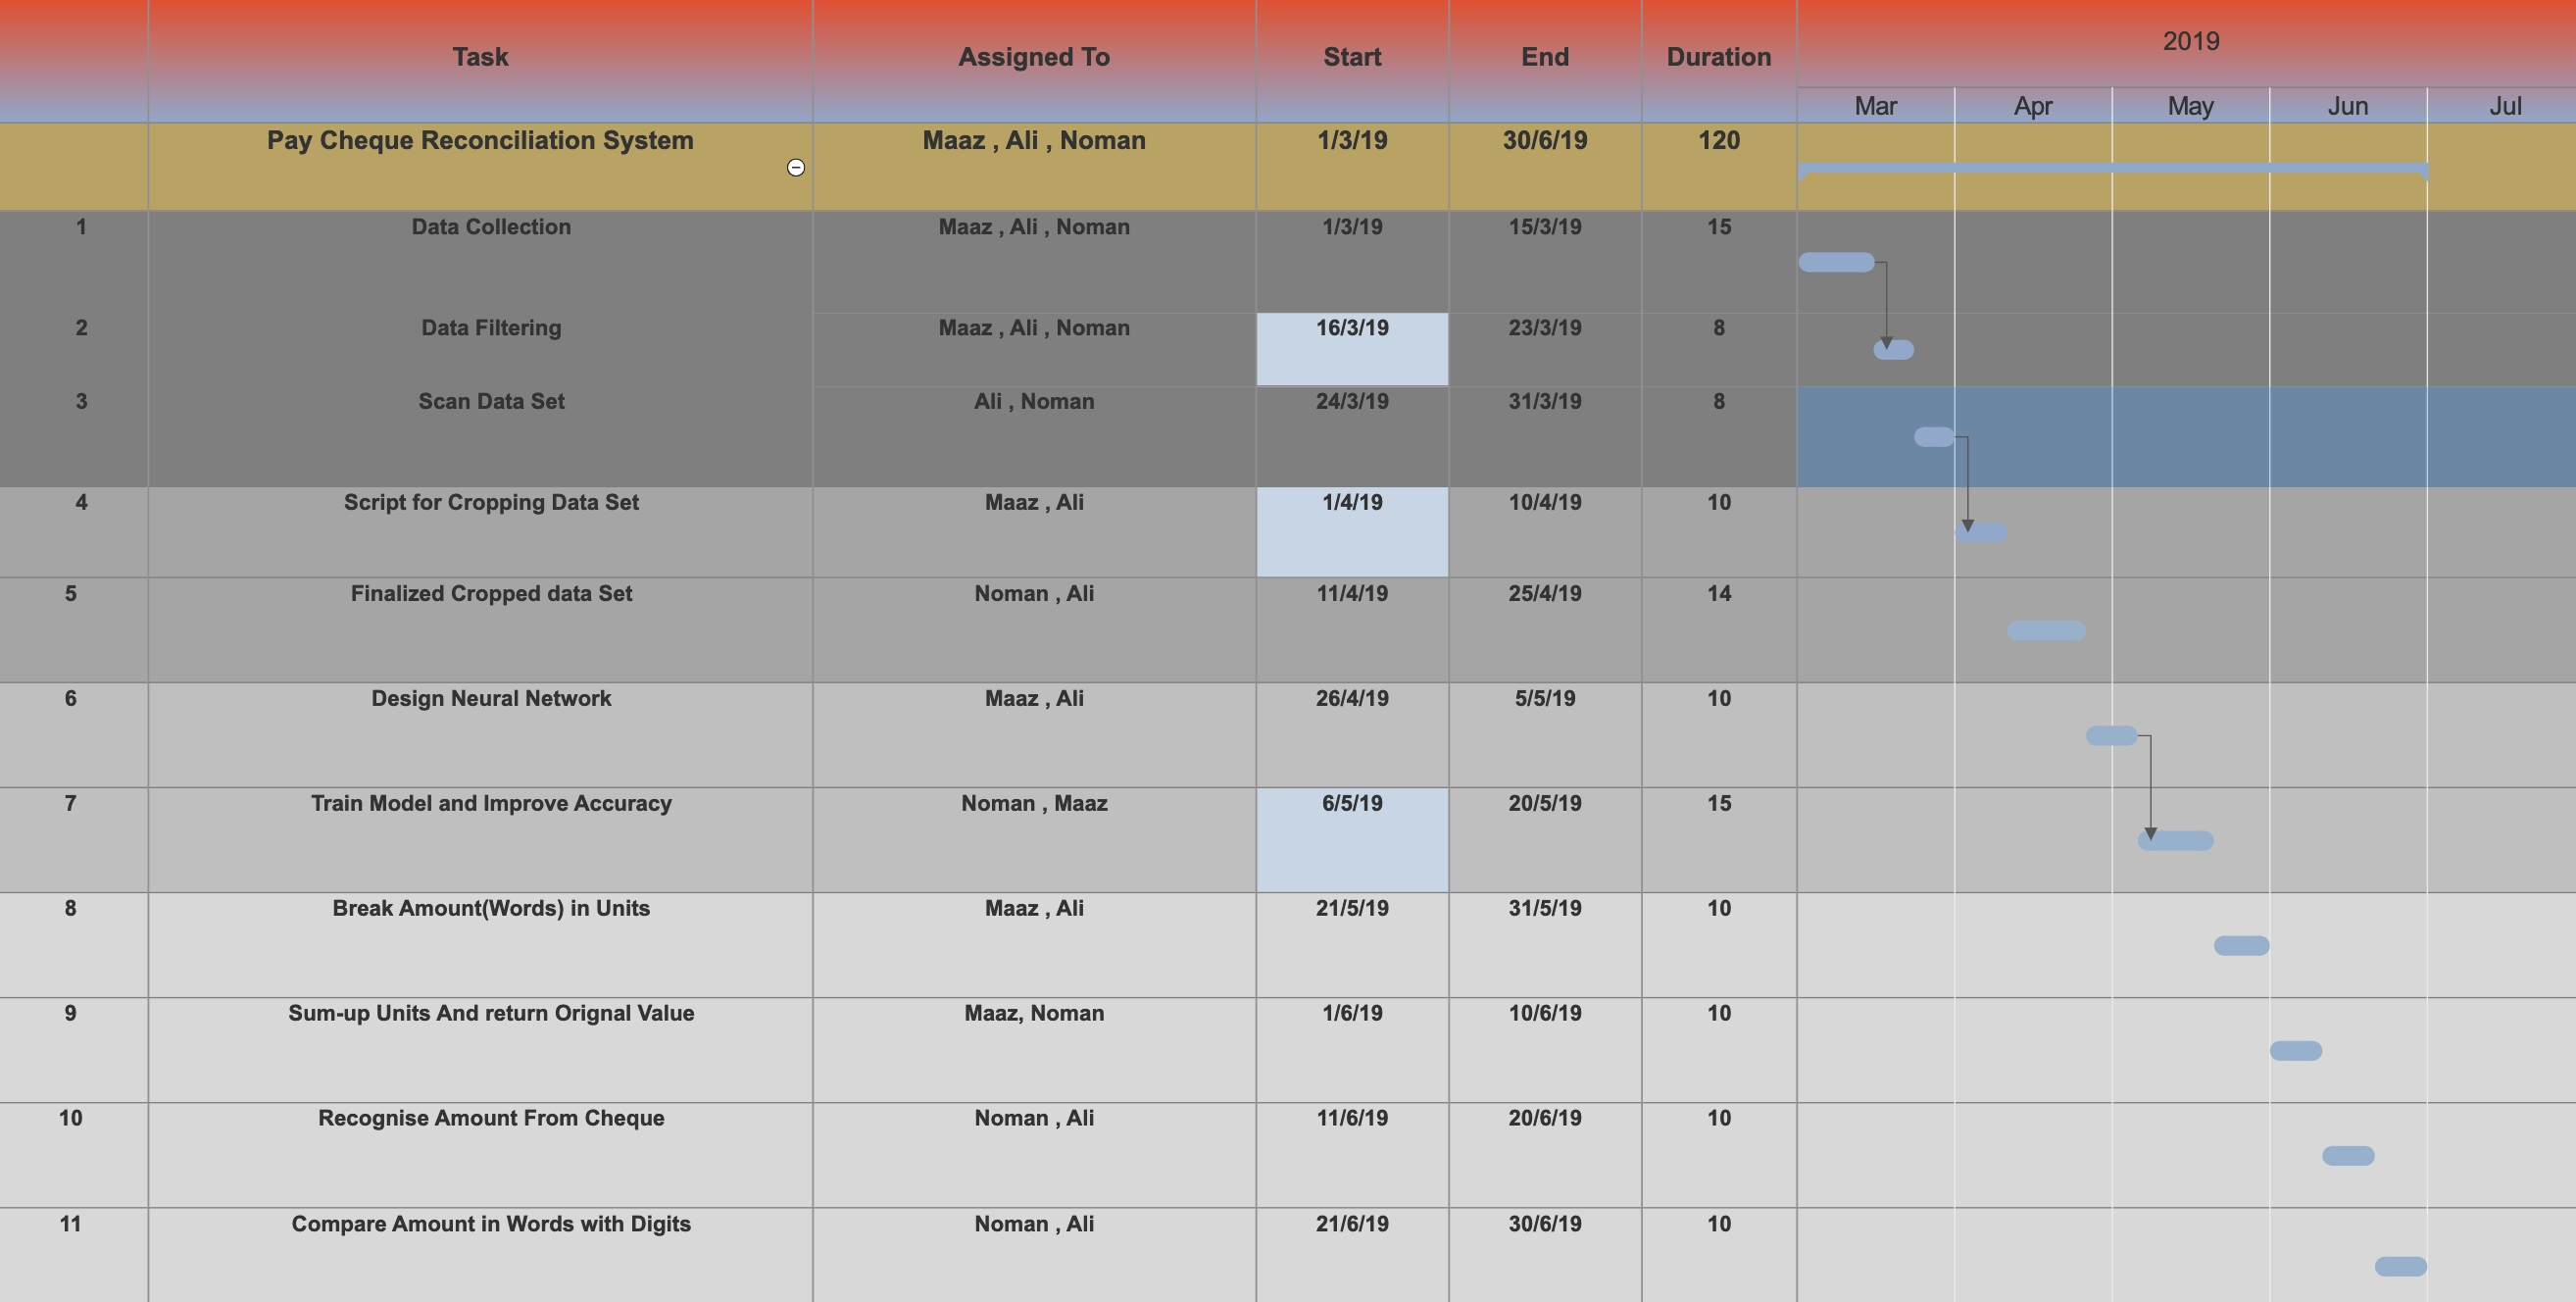 Task Assigned To Start End Duration 2019
Mar Apr May Jun Jul
Pay Cheque Reconciliation System Maaz , Ali , Noman 1/3/19 30/6/19 120
1 Data Collection Maaz , Ali , Noman 1/3/19 15/3/19 15
2 Data Filtering Maaz , Ali , Noman 16/3/19 23/3/19 8
3 Scan Data Set Ali , Noman 24/3/19 31/3/19 8
4 Script for Cropping Data Set Maaz , Ali 1/4/19 10/4/19 10
5 Finalized Cropped data Set Noman , Ali 11/4/19 25/4/19 14
6 Design Neural Network Maaz , Ali 26/4/19 5/5/19 10
7 Train Model and Improve Accuracy Noman , Maaz 6/5/19 20/5/19 15
8 Break Amount(Words) in Units Maaz , Ali 21/5/19 31/5/19 10
9 Sum-up Units And return Orignal Value Maaz, Noman 1/6/19 10/6/19 10
10 Recognise Amount From Cheque Noman , Ali 11/6/19 20/6/19 10
11 Compare Amount in Words with Digits Noman , Ali 21/6/19 30/6/19 10